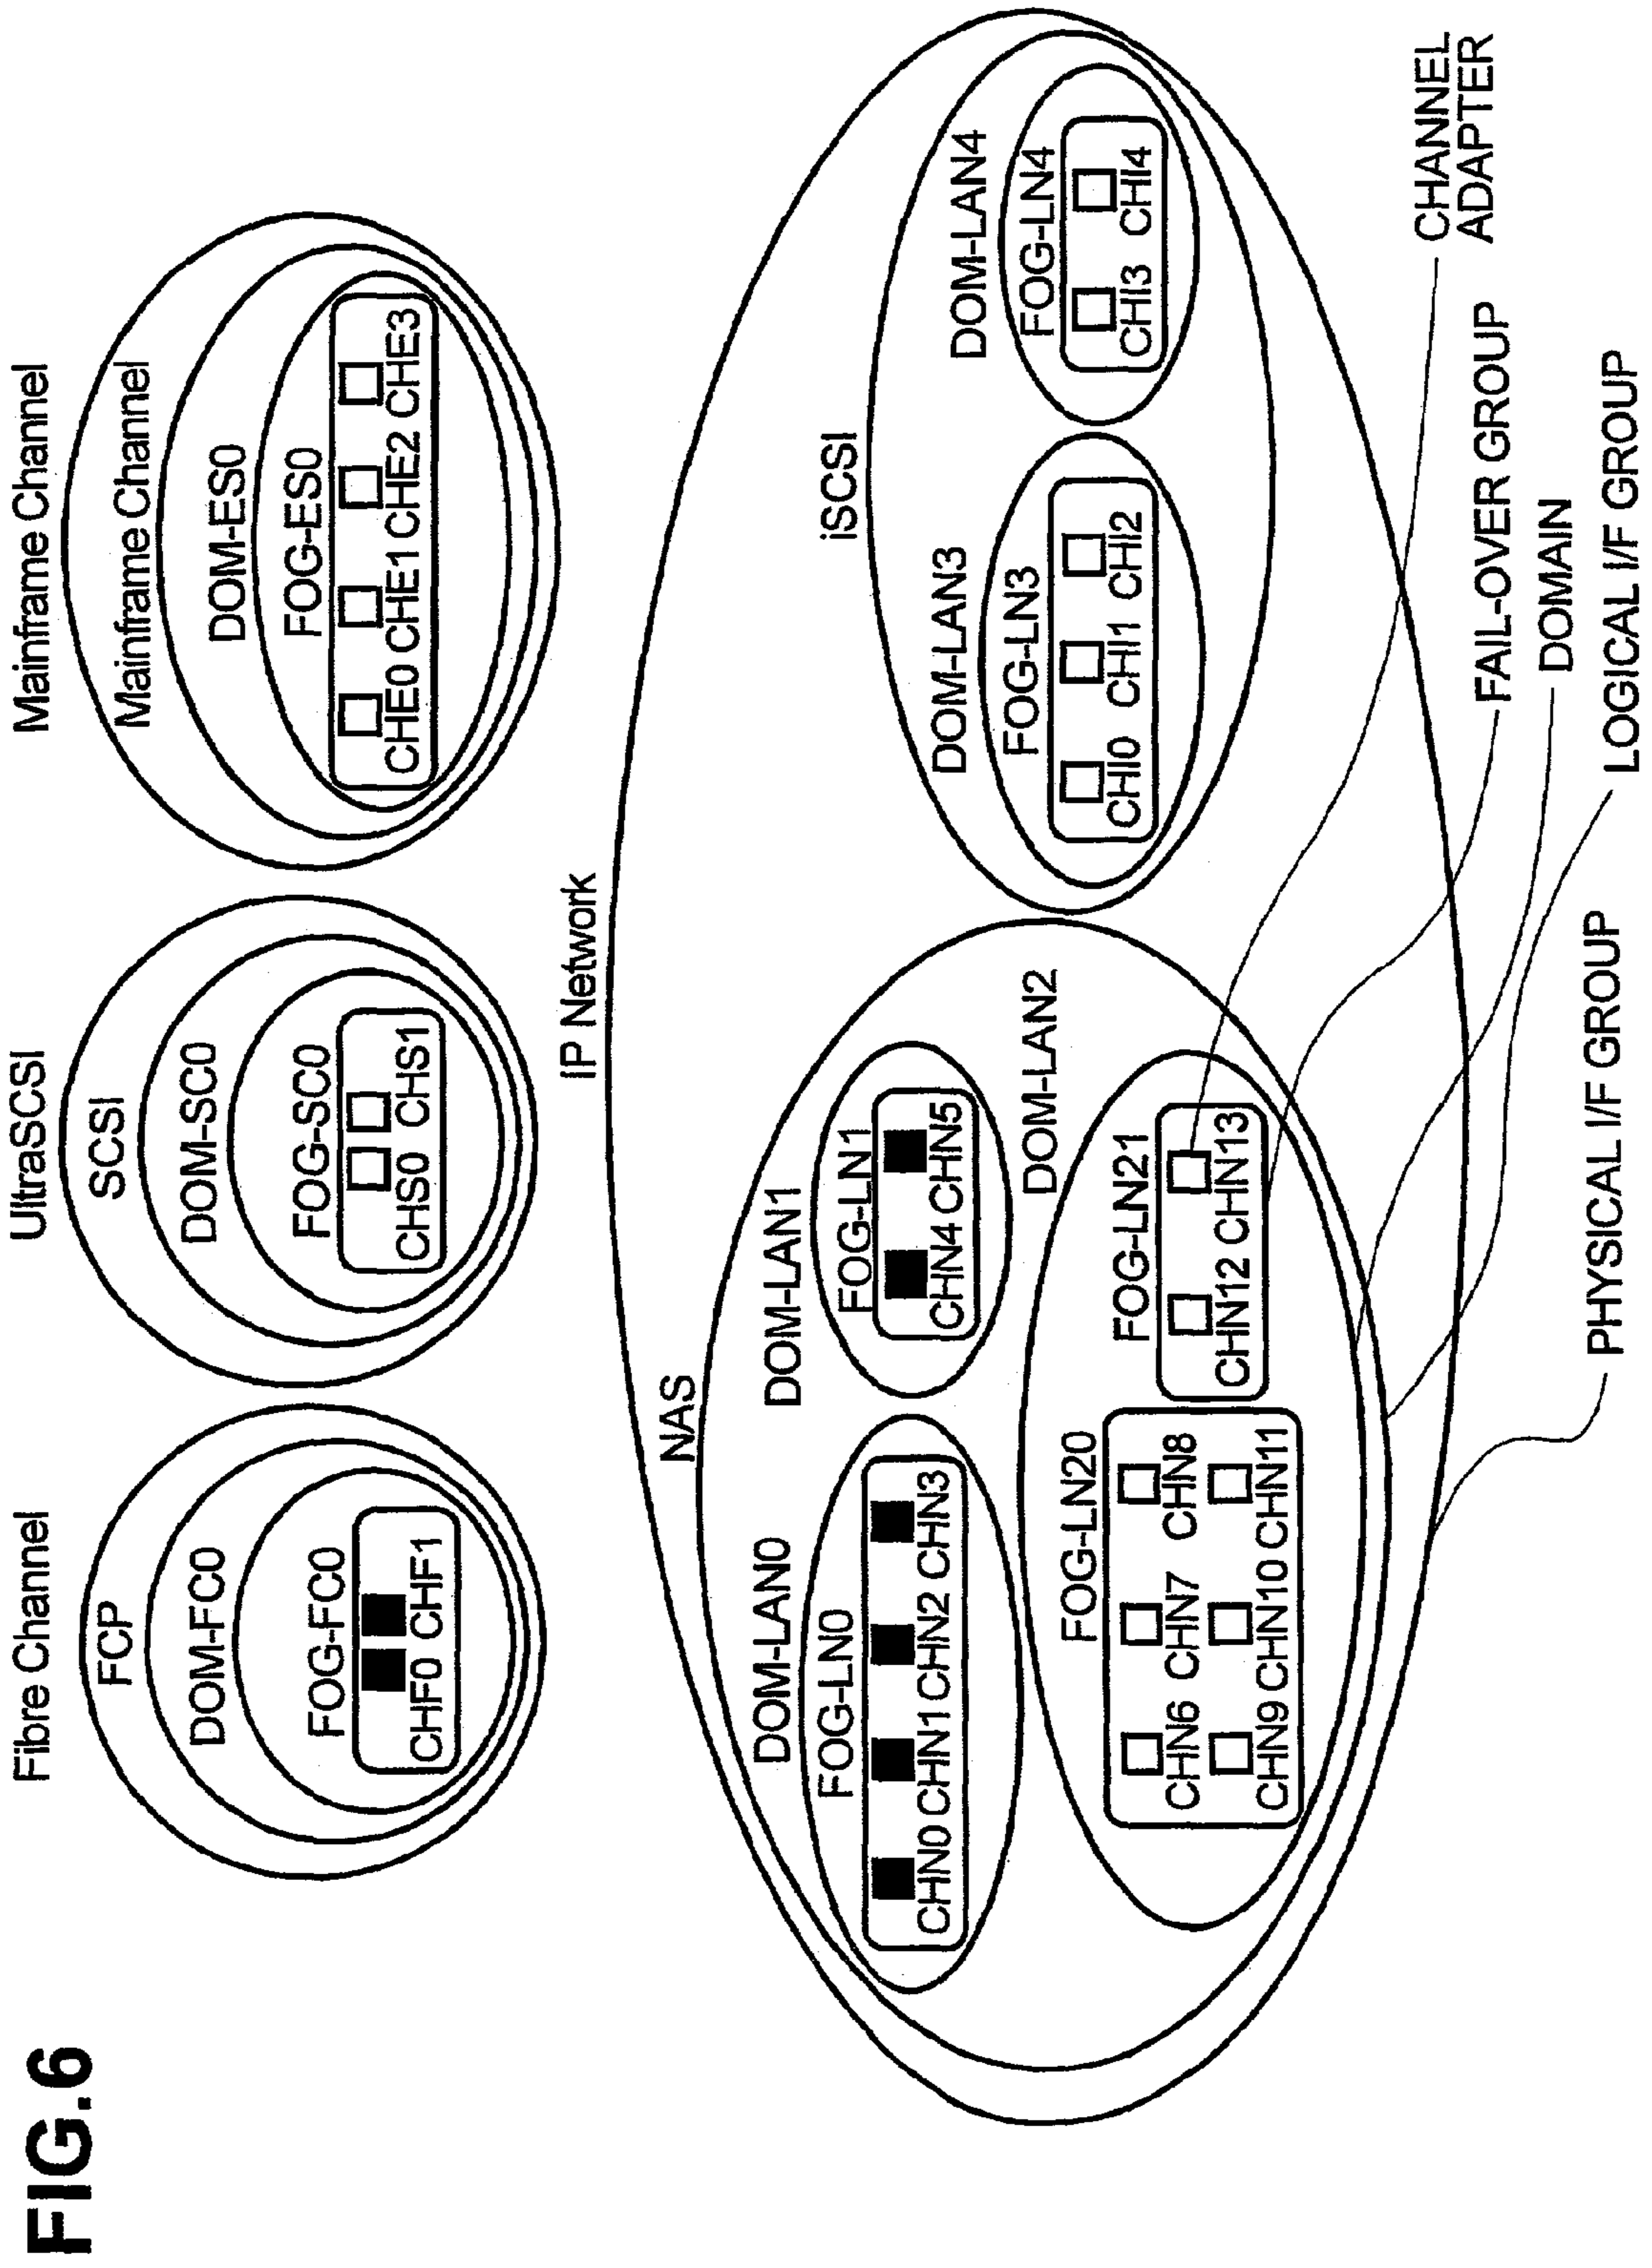 FIG.6
Fibre Channel
FCP
DOM-FC0
FOG-FC0
CHF0 CHF1
UltraSCSI
SCSI
DOM-SC0
FOG-SC0
CHS0 CHS1
Mainframe Channel
Mainframe Channel
DOM-ES0
FOG-ES0
CHE0 CHE1 CHE2 CHE3
IP Network
NAS
DOM-LAN0
FOG-LN0
CHN0 CHN1 CHN2 CHN3
DOM-LAN1
FOG-LN1
CHN4 CHN5
DOM-LAN2
FOG-LN20
CHN6 CHN7 CHN8
CHN9 CHN10 CHN11
FOG-LN21
CHN12 CHN13
iSCSI
DOM-LAN3
FOG-LN3
CHI0 CHI1 CHI2
DOM-LAN4
FOG-LN4
CHI3 CHI4
CHANNEL
ADAPTER
FAIL-OVER GROUP
DOMAIN
LOGICAL I/F GROUP
PHYSICAL I/F GROUP